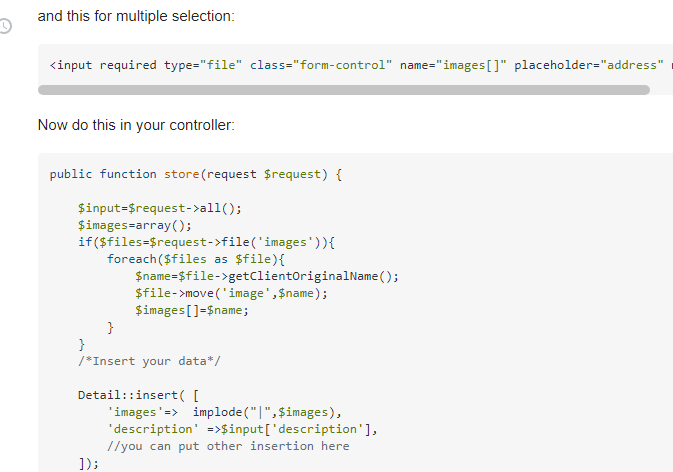 and this for multiple selection:
<input required type="file" class="form-control" name="images[]" placeholder="address"
Now do this in your controller:
public function store(request $request) {
$input=$request->all();
$images=array();
if($files=$request->file('images')){
foreach($files as $file){
$name=$file->getClientOriginalName();
$file->move('image',$name);
$images[]=$name;
}
}
/*Insert your data*/
Detail::insert( [
'images'=>  implode("|",$images),
'description' =>$input['description'],
//you can put other insertion here
]);